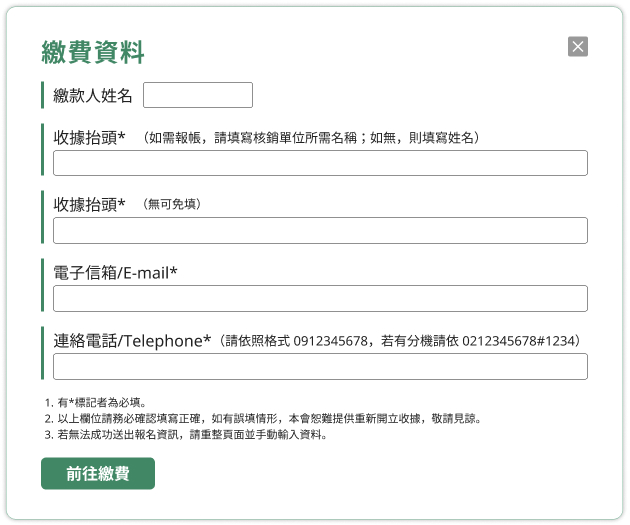 繳費資料
繳款人姓名
收據抬頭* （如需報帳，請填寫核銷單位所需名稱；如無，則填寫姓名）
收據抬頭* （無可免填）
電子信箱/E-mail*
連絡電話/Telephone*（請依照格式 0912345678，若有分機請依 0212345678#1234）
1. 有*標記者為必填。
2. 以上欄位請務必確認填寫正確，如有誤填情形，本會恕難提供重新開立收據，敬請見諒。
3. 若無法成功送出報名資訊，請重整頁面並手動輸入資料。
前往繳費